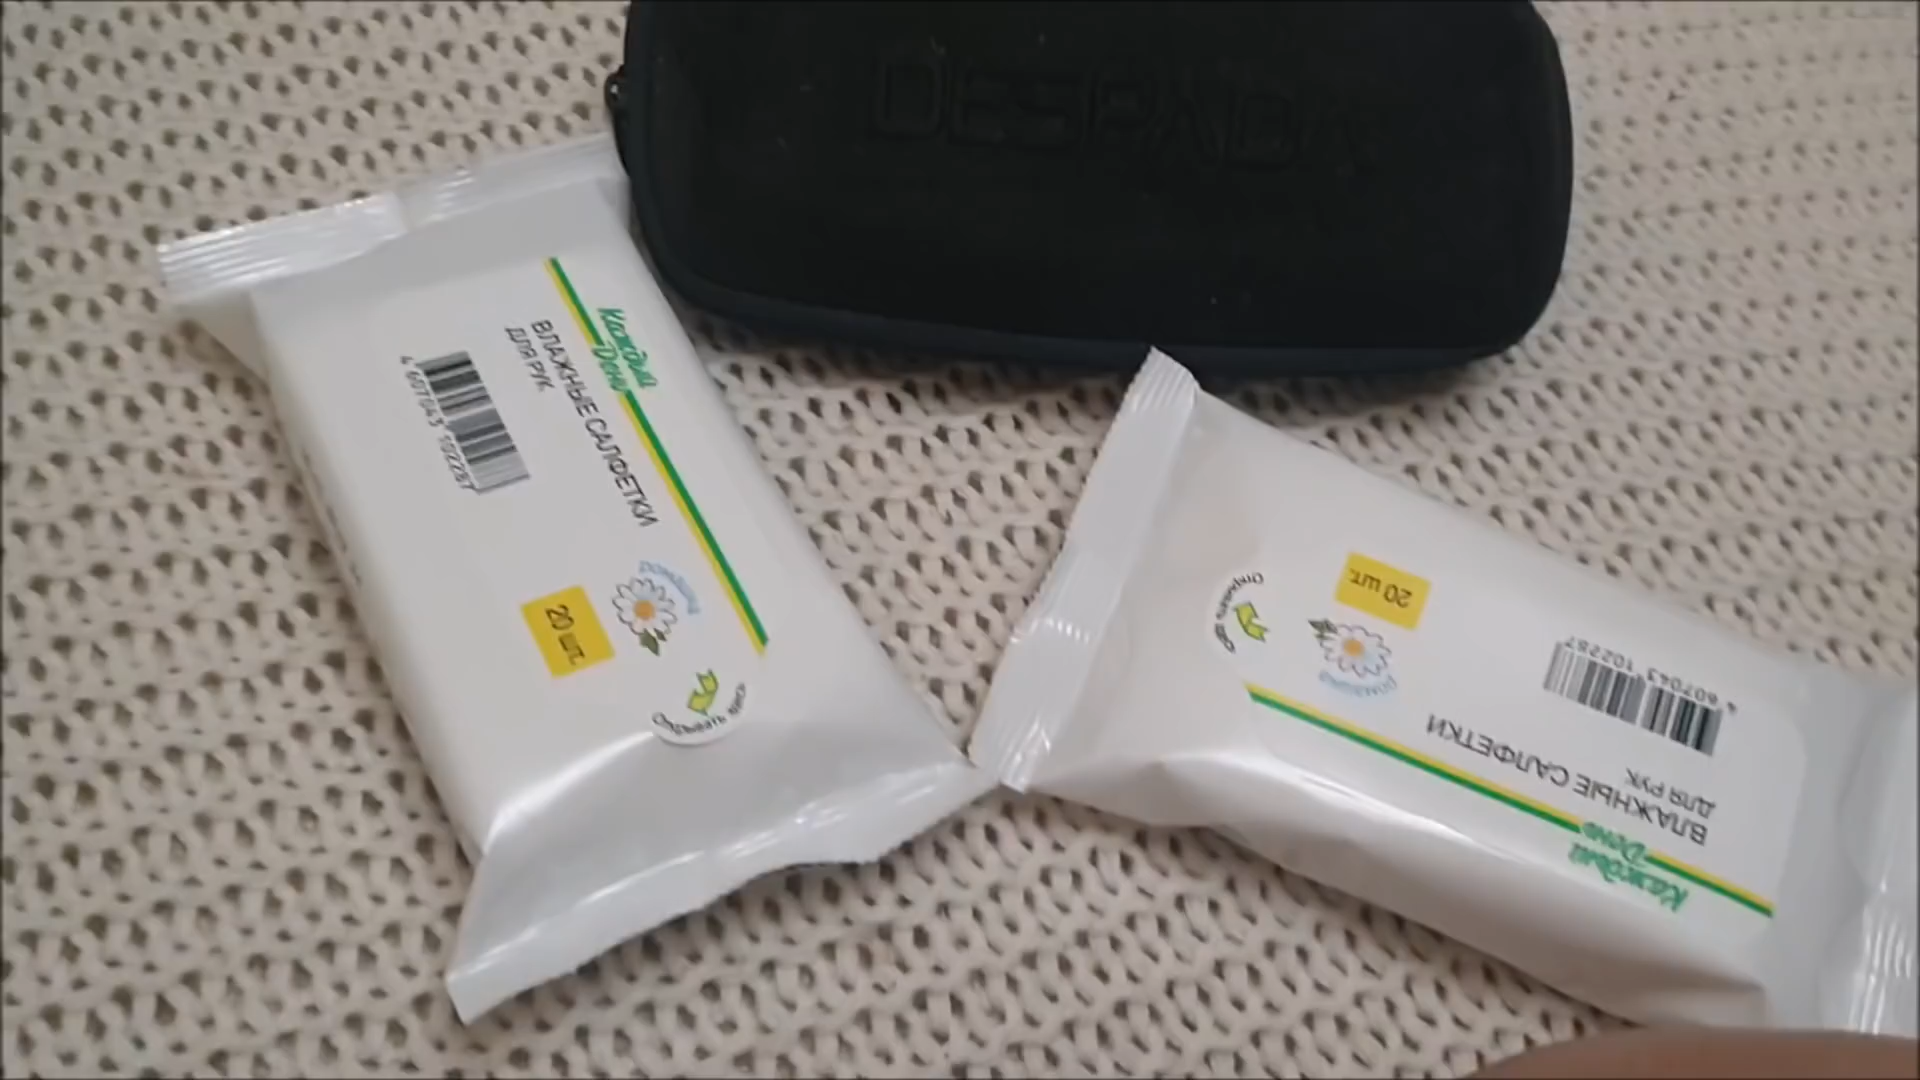 DESPADA
Каждый
День
ВЛАЖНЫЕ САЛФЕТКИ
ДЛЯ РУК
4 607043 102287
20 шт.
РОМАШКА
Открывать здесь
Каждый
День
ВЛАЖНЫЕ САЛФЕТКИ
ДЛЯ РУК
4 607043 102287
20 шт.
РОМАШКА
Открывать здесь